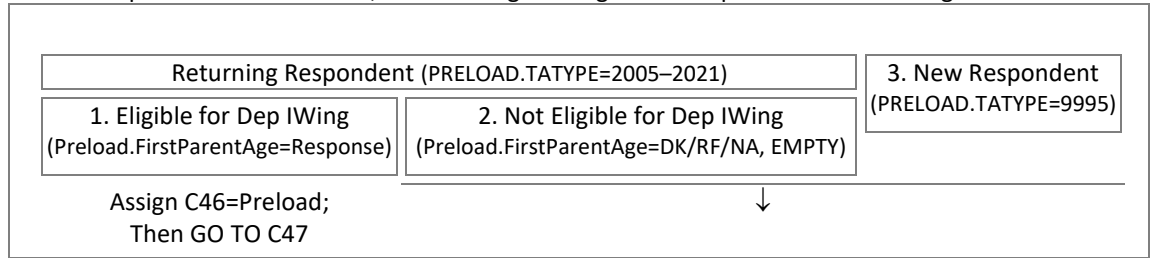 Returning Respondent (PRELOAD.TATYPE=2005–2021)
3. New Respondent
(PRELOAD.TATYPE=9995)
1. Eligible for Dep IWing
(Preload.FirstParentAge=Response)
2. Not Eligible for Dep IWing
(Preload.FirstParentAge=DK/RF/NA, EMPTY)
Assign C46=Preload;
Then GO TO C47
↓